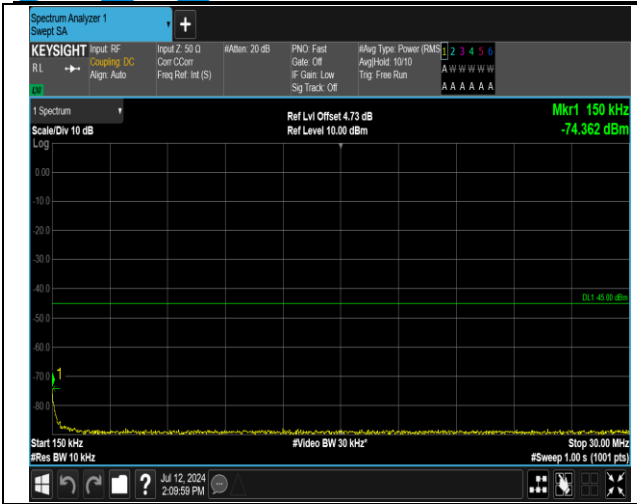 Spectrum Analyzer 1
Swept SA
+
KEYSIGHT Input: RF Input Z: 50 Ω #Atten: 20 dB PNO: Fast #Avg Type: Power (RMS 1 2 3 4 5 6
RL Coupling: DC Corr CCorr Gate: Off Avg|Hold: 10/10 A W W W W W
Align: Auto Freq Ref: Int (S) IF Gain: Low Trig: Free Run
Sig Track: Off A A A A A A
LXI
1 Spectrum Ref Lvl Offset 4.73 dB Mkr1 150 kHz
Scale/Div 10 dB Ref Level 10.00 dBm -74.362 dBm
Log
0.00
-10.0
-20.0
-30.0
-40.0
DL1 -45.00 dBm
-50.0
-60.0
-70.0
1
-80.0
Start 150 kHz #Video BW 30 kHz* Stop 30.00 MHz
#Res BW 10 kHz #Sweep 1.00 s (1001 pts)
? Jul 12, 2024
2:09:59 PM